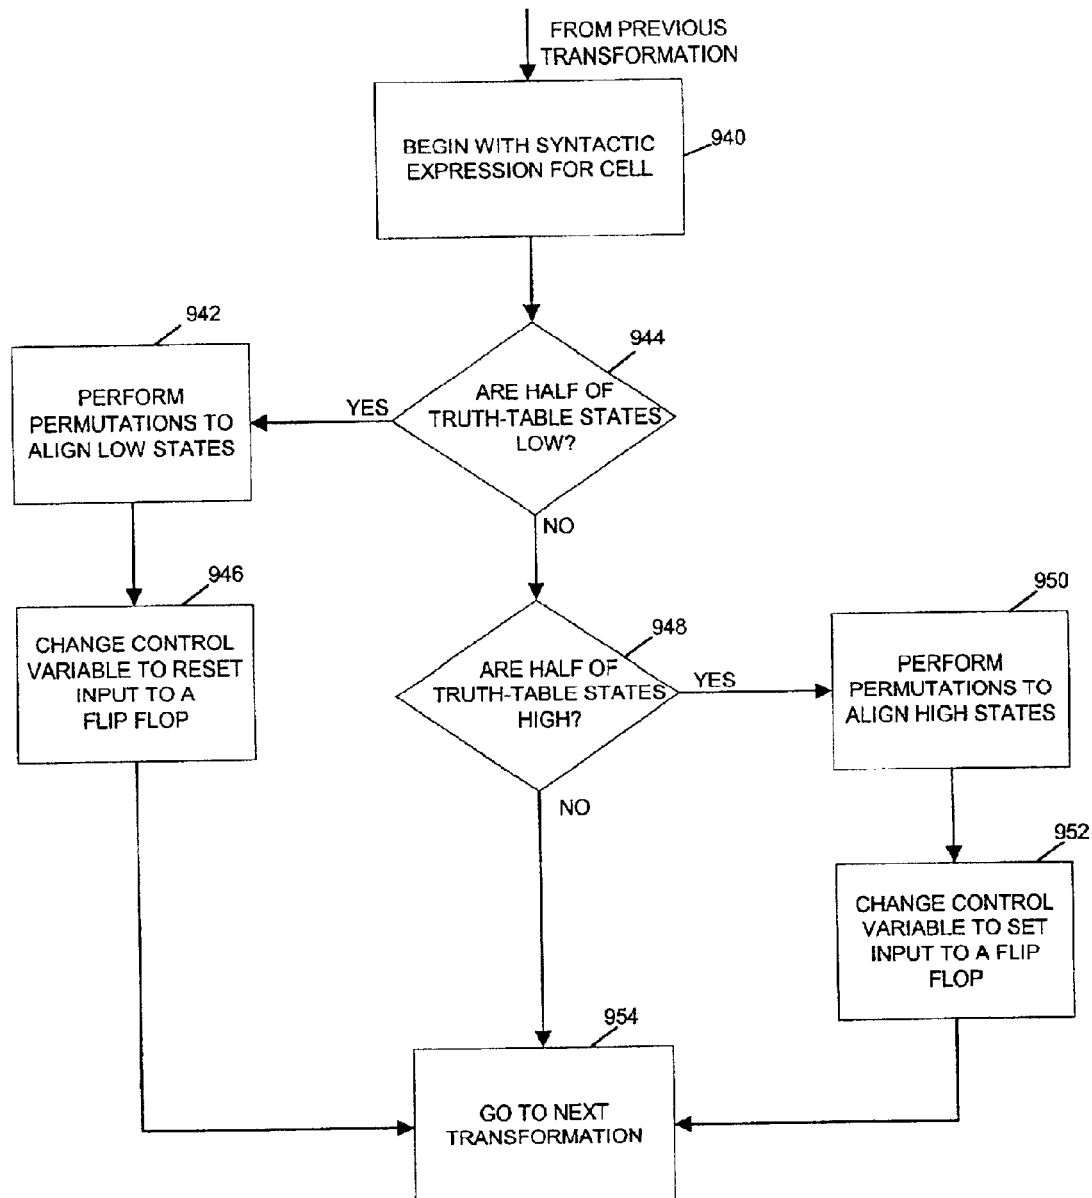 FROM PREVIOUS
TRANSFORMATION
BEGIN WITH SYNTACTIC
EXPRESSION FOR CELL
940
942
944
PERFORM
PERMUTATIONS TO
ALIGN LOW STATES
YES
ARE HALF OF
TRUTH-TABLE STATES
LOW?
NO
946
CHANGE CONTROL
VARIABLE TO RESET
INPUT TO A
FLIP FLOP
948
ARE HALF OF
TRUTH-TABLE STATES
HIGH?
YES
NO
950
PERFORM
PERMUTATIONS TO
ALIGN HIGH STATES
952
CHANGE CONTROL
VARIABLE TO SET
INPUT TO A FLIP
FLOP
954
GO TO NEXT
TRANSFORMATION